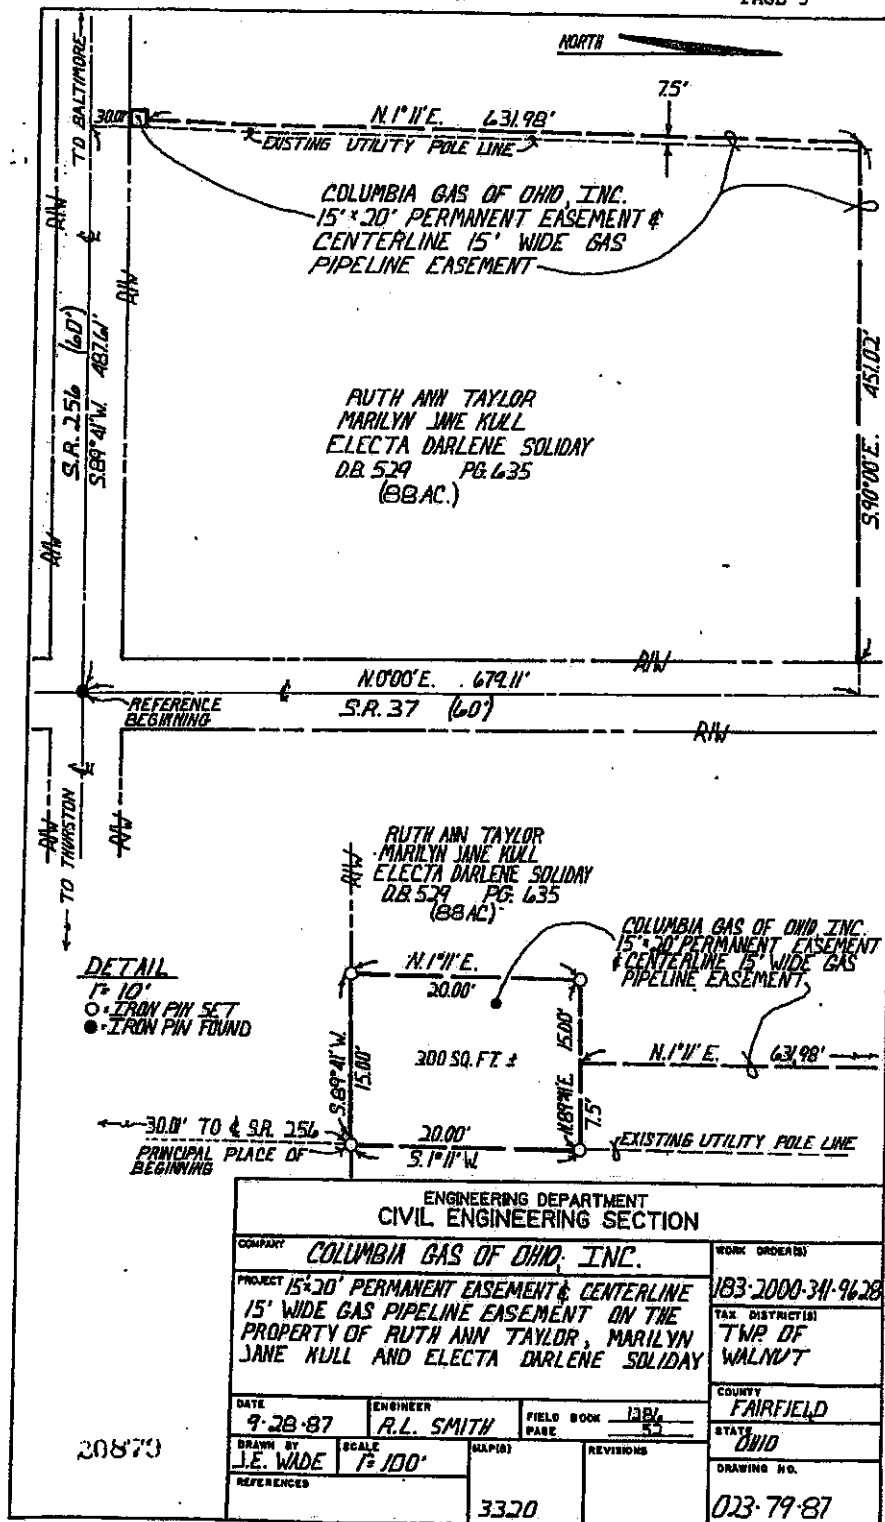 PAGE 3
NORTH
TO BALTIMORE
30.01'
N. 1°11' E. 631.98'
7.5'
EXISTING UTILITY POLE LINE
COLUMBIA GAS OF OHIO, INC.
15'×20' PERMANENT EASEMENT &
CENTERLINE 15' WIDE GAS
PIPELINE EASEMENT
R/W
R/W
℄
S.R. 256 (60')
S.89°41'W. 487.61'
451.02'
S.90°00'E.
RUTH ANN TAYLOR
MARILYN JANE KULL
ELECTA DARLENE SOLIDAY
D.B. 529 PG. 635
(88 AC.)
R/W
R/W
N.0°00'E. 679.11'
℄
S.R. 37 (60')
REFERENCE
BEGINNING
R/W
℄
R/W
R/W
TO THURSTON
RUTH ANN TAYLOR
MARILYN JANE KULL
ELECTA DARLENE SOLIDAY
D.B. 529 PG. 635
(88 AC)
R/W
COLUMBIA GAS OF OHIO, INC.
15'×20' PERMANENT EASEMENT
& CENTERLINE 15' WIDE GAS
PIPELINE EASEMENT
DETAIL
1"= 10'
○ • IRON PIN SET
● • IRON PIN FOUND
N. 1°11' E.
20.00'
S.89°41'W.
15.00'
300 SQ. FT. ±
15.00'
N.89°41'E.
7.5'
N. 1°11' E. 631.98'
30.01' TO ℄ S.R. 256
PRINCIPAL PLACE OF
BEGINNING
20.00'
S. 1°11' W.
EXISTING UTILITY POLE LINE
ENGINEERING DEPARTMENT
CIVIL ENGINEERING SECTION
COMPANY COLUMBIA GAS OF OHIO, INC.
WORK ORDER(S)
183-2000-311-9628
PROJECT 15'×20' PERMANENT EASEMENT & CENTERLINE
15' WIDE GAS PIPELINE EASEMENT ON THE
PROPERTY OF RUTH ANN TAYLOR, MARILYN
JANE KULL AND ELECTA DARLENE SOLIDAY
TAX DISTRICT(S)
TWP. OF
WALNUT
COUNTY
FAIRFIELD
STATE
OHIO
DATE
9-28-87
ENGINEER
R.L. SMITH
FIELD BOOK
PAGE 52
DRAWN BY
J.E. WADE
SCALE
1"= 100'
MAP(S)
3320
REVISIONS
REFERENCES
DRAWING NO.
023-79-87
20879